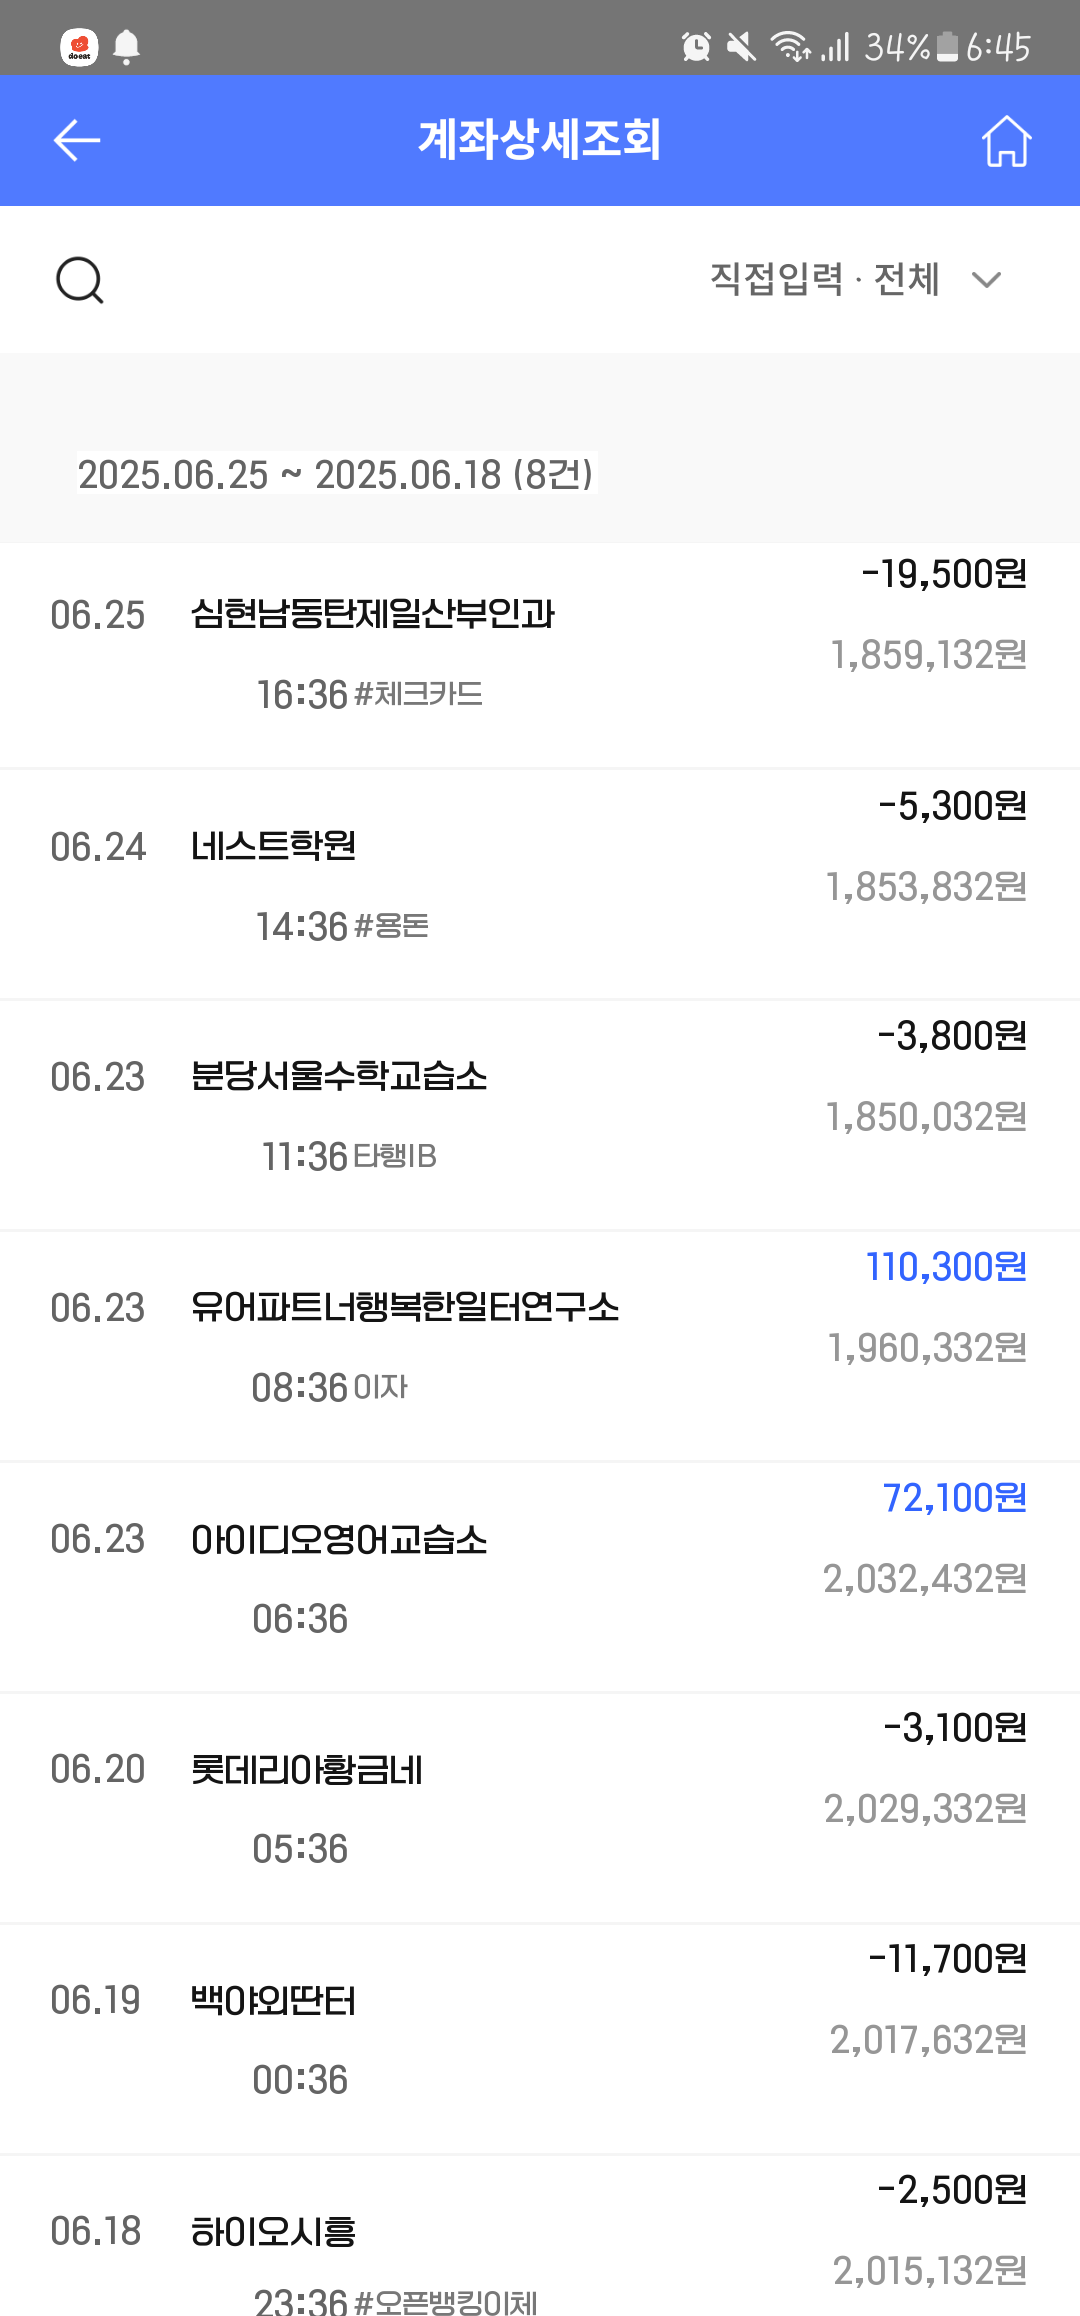 doeat
34% 6:45
계좌상세조회
직접입력 · 전체
2025.06.25 ~ 2025.06.18 (8건)
-19,500원
06.25 심현남동탄제일산부인과
1,859,132원
16:36 #체크카드
-5,300원
06.24 네스트학원
1,853,832원
14:36 #용돈
-3,800원
06.23 분당서울수학교습소
1,850,032원
11:36 타행IB
110,300원
06.23 유어파트너행복한일터연구소
1,960,332원
08:36 이자
72,100원
06.23 아이디오영어교습소
2,032,432원
06:36
-3,100원
06.20 롯데리아황금네
2,029,332원
05:36
-11,700원
06.19 백야외딴터
2,017,632원
00:36
-2,500원
06.18 하이오시흥
2,015,132원
23:36 #오픈뱅킹이체